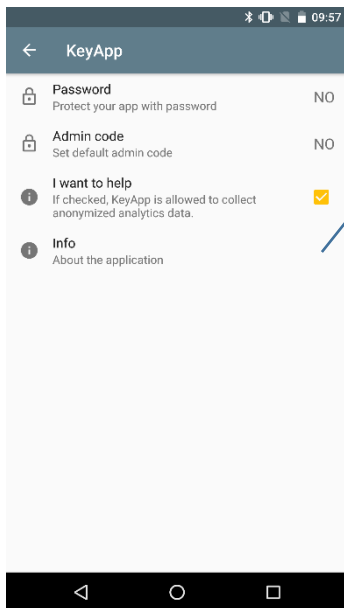 09:57
KeyApp
Password
Protect your app with password
NO
Admin code
Set default admin code
NO
I want to help
If checked, KeyApp is allowed to collect
anonymized analytics data.
Info
About the application